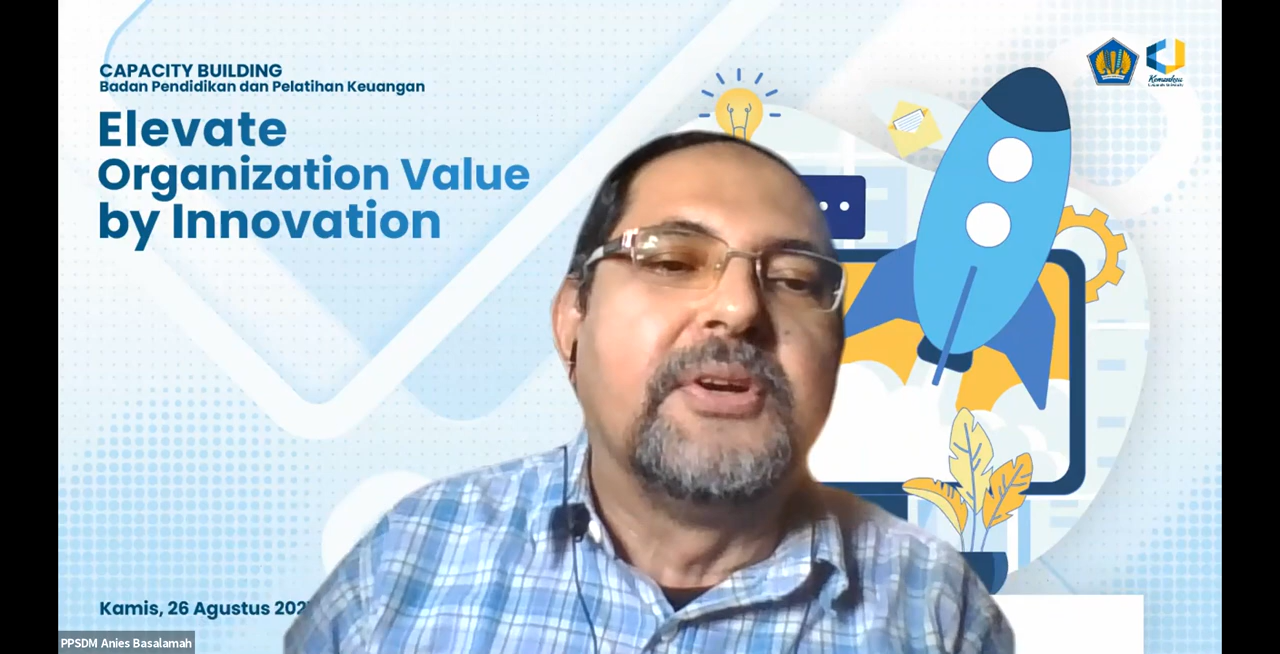 CAPACITY BUILDING
Badan Pendidikan dan Pelatihan Keuangan
Elevate
Organization Value
by Innovation
Kamis, 26 Agustus 202
PPSDM Anies Basalamah